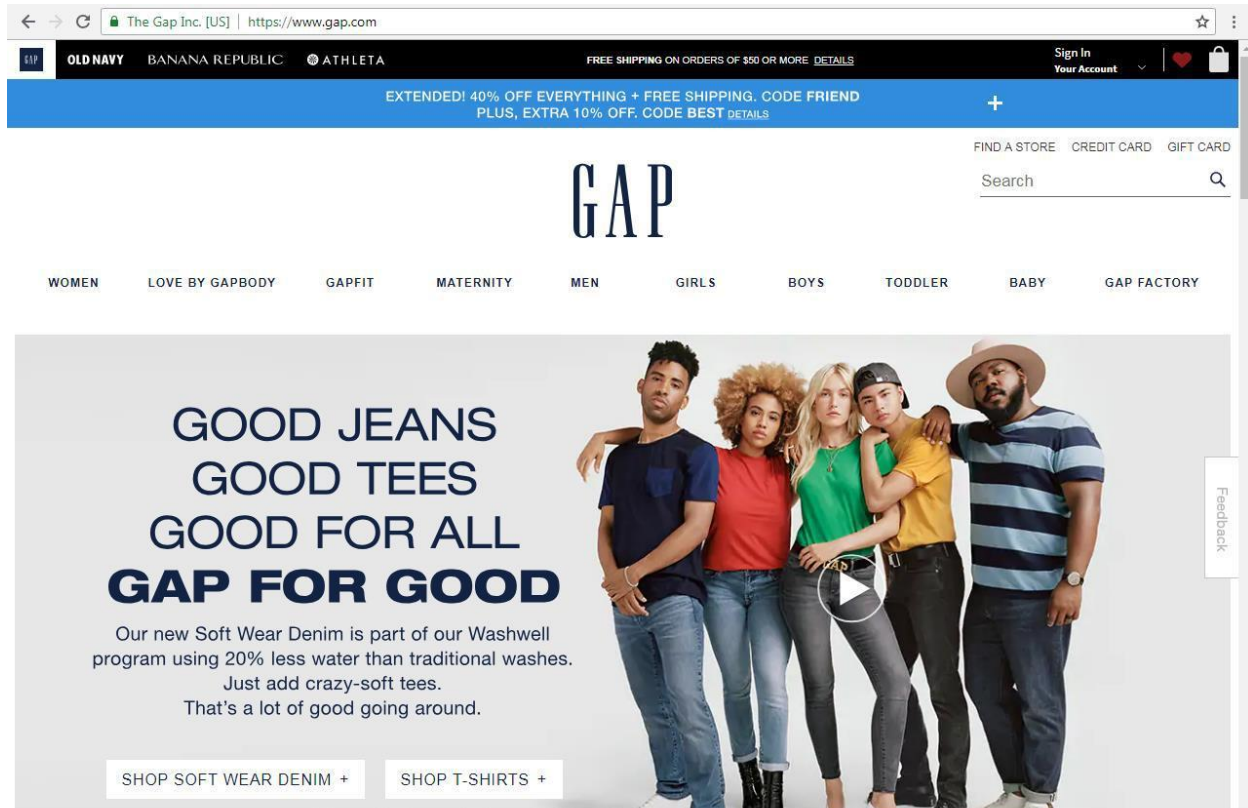 The Gap Inc. [US] | https://www.gap.com
GAP OLD NAVY BANANA REPUBLIC ATHLETA FREE SHIPPING ON ORDERS OF $50 OR MORE DETAILS Sign In
Your Account
EXTENDED! 40% OFF EVERYTHING + FREE SHIPPING. CODE FRIEND +
PLUS, EXTRA 10% OFF. CODE BEST DETAILS
FIND A STORE CREDIT CARD GIFT CARD
Search
GAP
WOMEN LOVE BY GAPBODY GAPFIT MATERNITY MEN GIRLS BOYS TODDLER BABY GAP FACTORY
GOOD JEANS
GOOD TEES
GOOD FOR ALL
GAP FOR GOOD
Our new Soft Wear Denim is part of our Washwell
program using 20% less water than traditional washes.
Just add crazy-soft tees.
That's a lot of good going around.
SHOP SOFT WEAR DENIM + SHOP T-SHIRTS +
GAP
Feedback